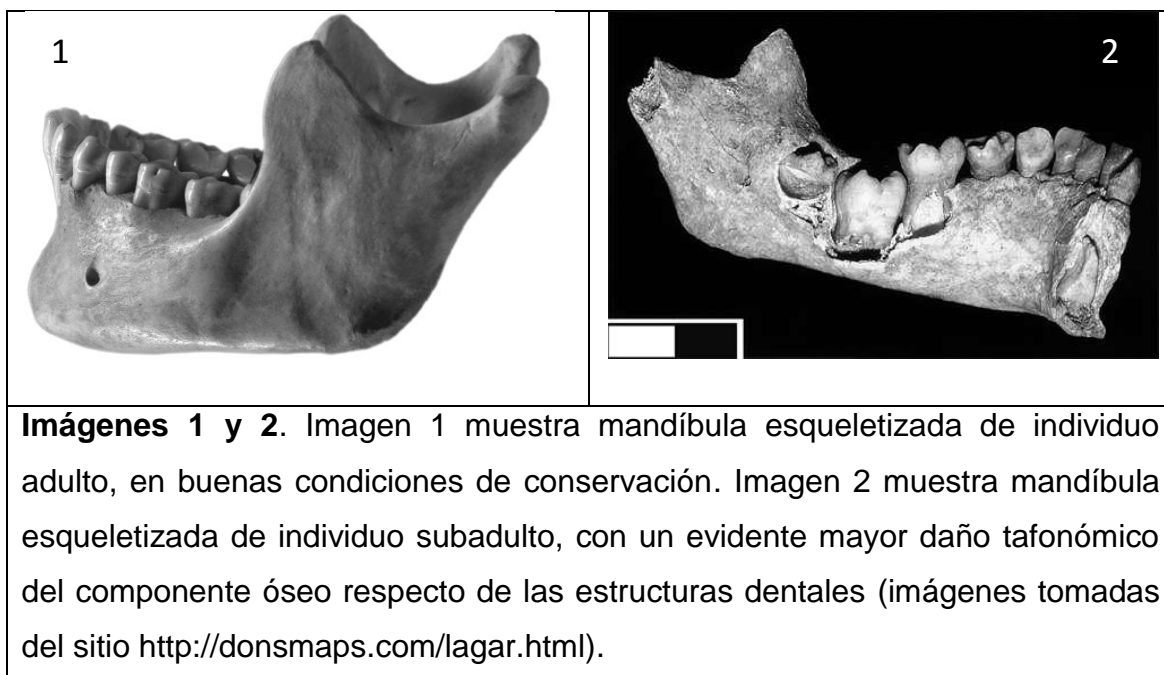 1
2
Imágenes 1 y 2. Imagen 1 muestra mandíbula esqueletizada de individuo
adulto, en buenas condiciones de conservación. Imagen 2 muestra mandíbula
esqueletizada de individuo subadulto, con un evidente mayor daño tafonómico
del componente óseo respecto de las estructuras dentales (imágenes tomadas
del sitio http://donsmaps.com/lagar.html).